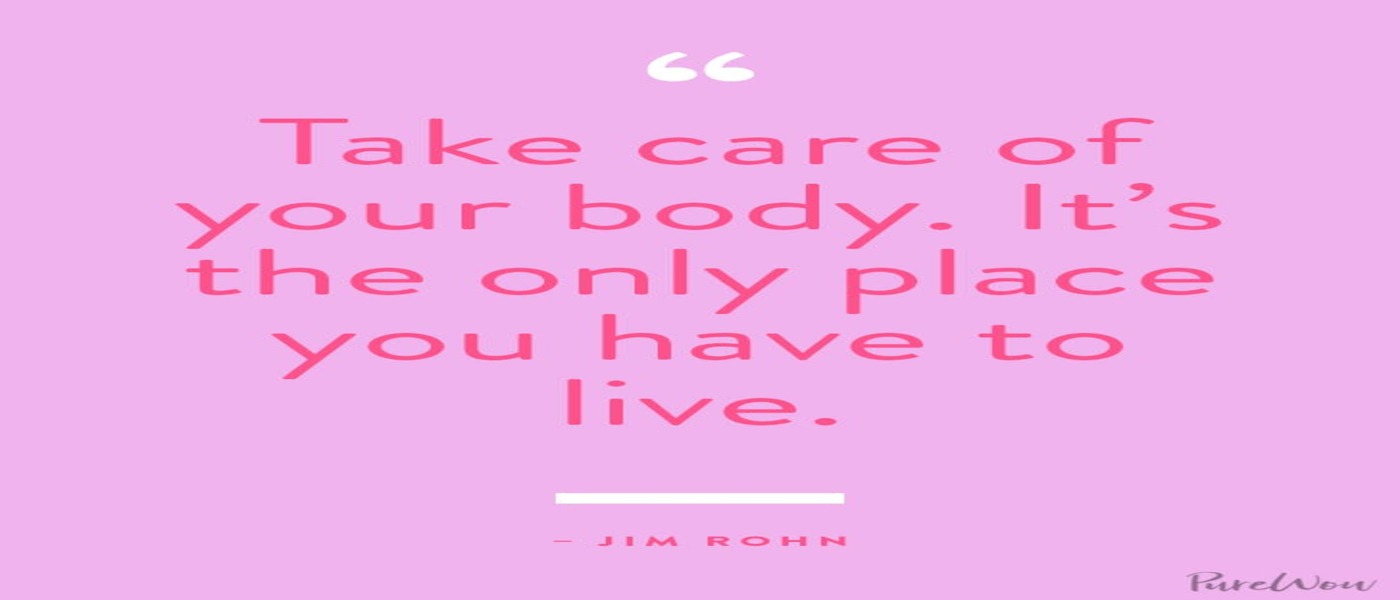 “
Take care of
your body. It’s
the only place
you have to
live.
– JIM ROHN
PureWow